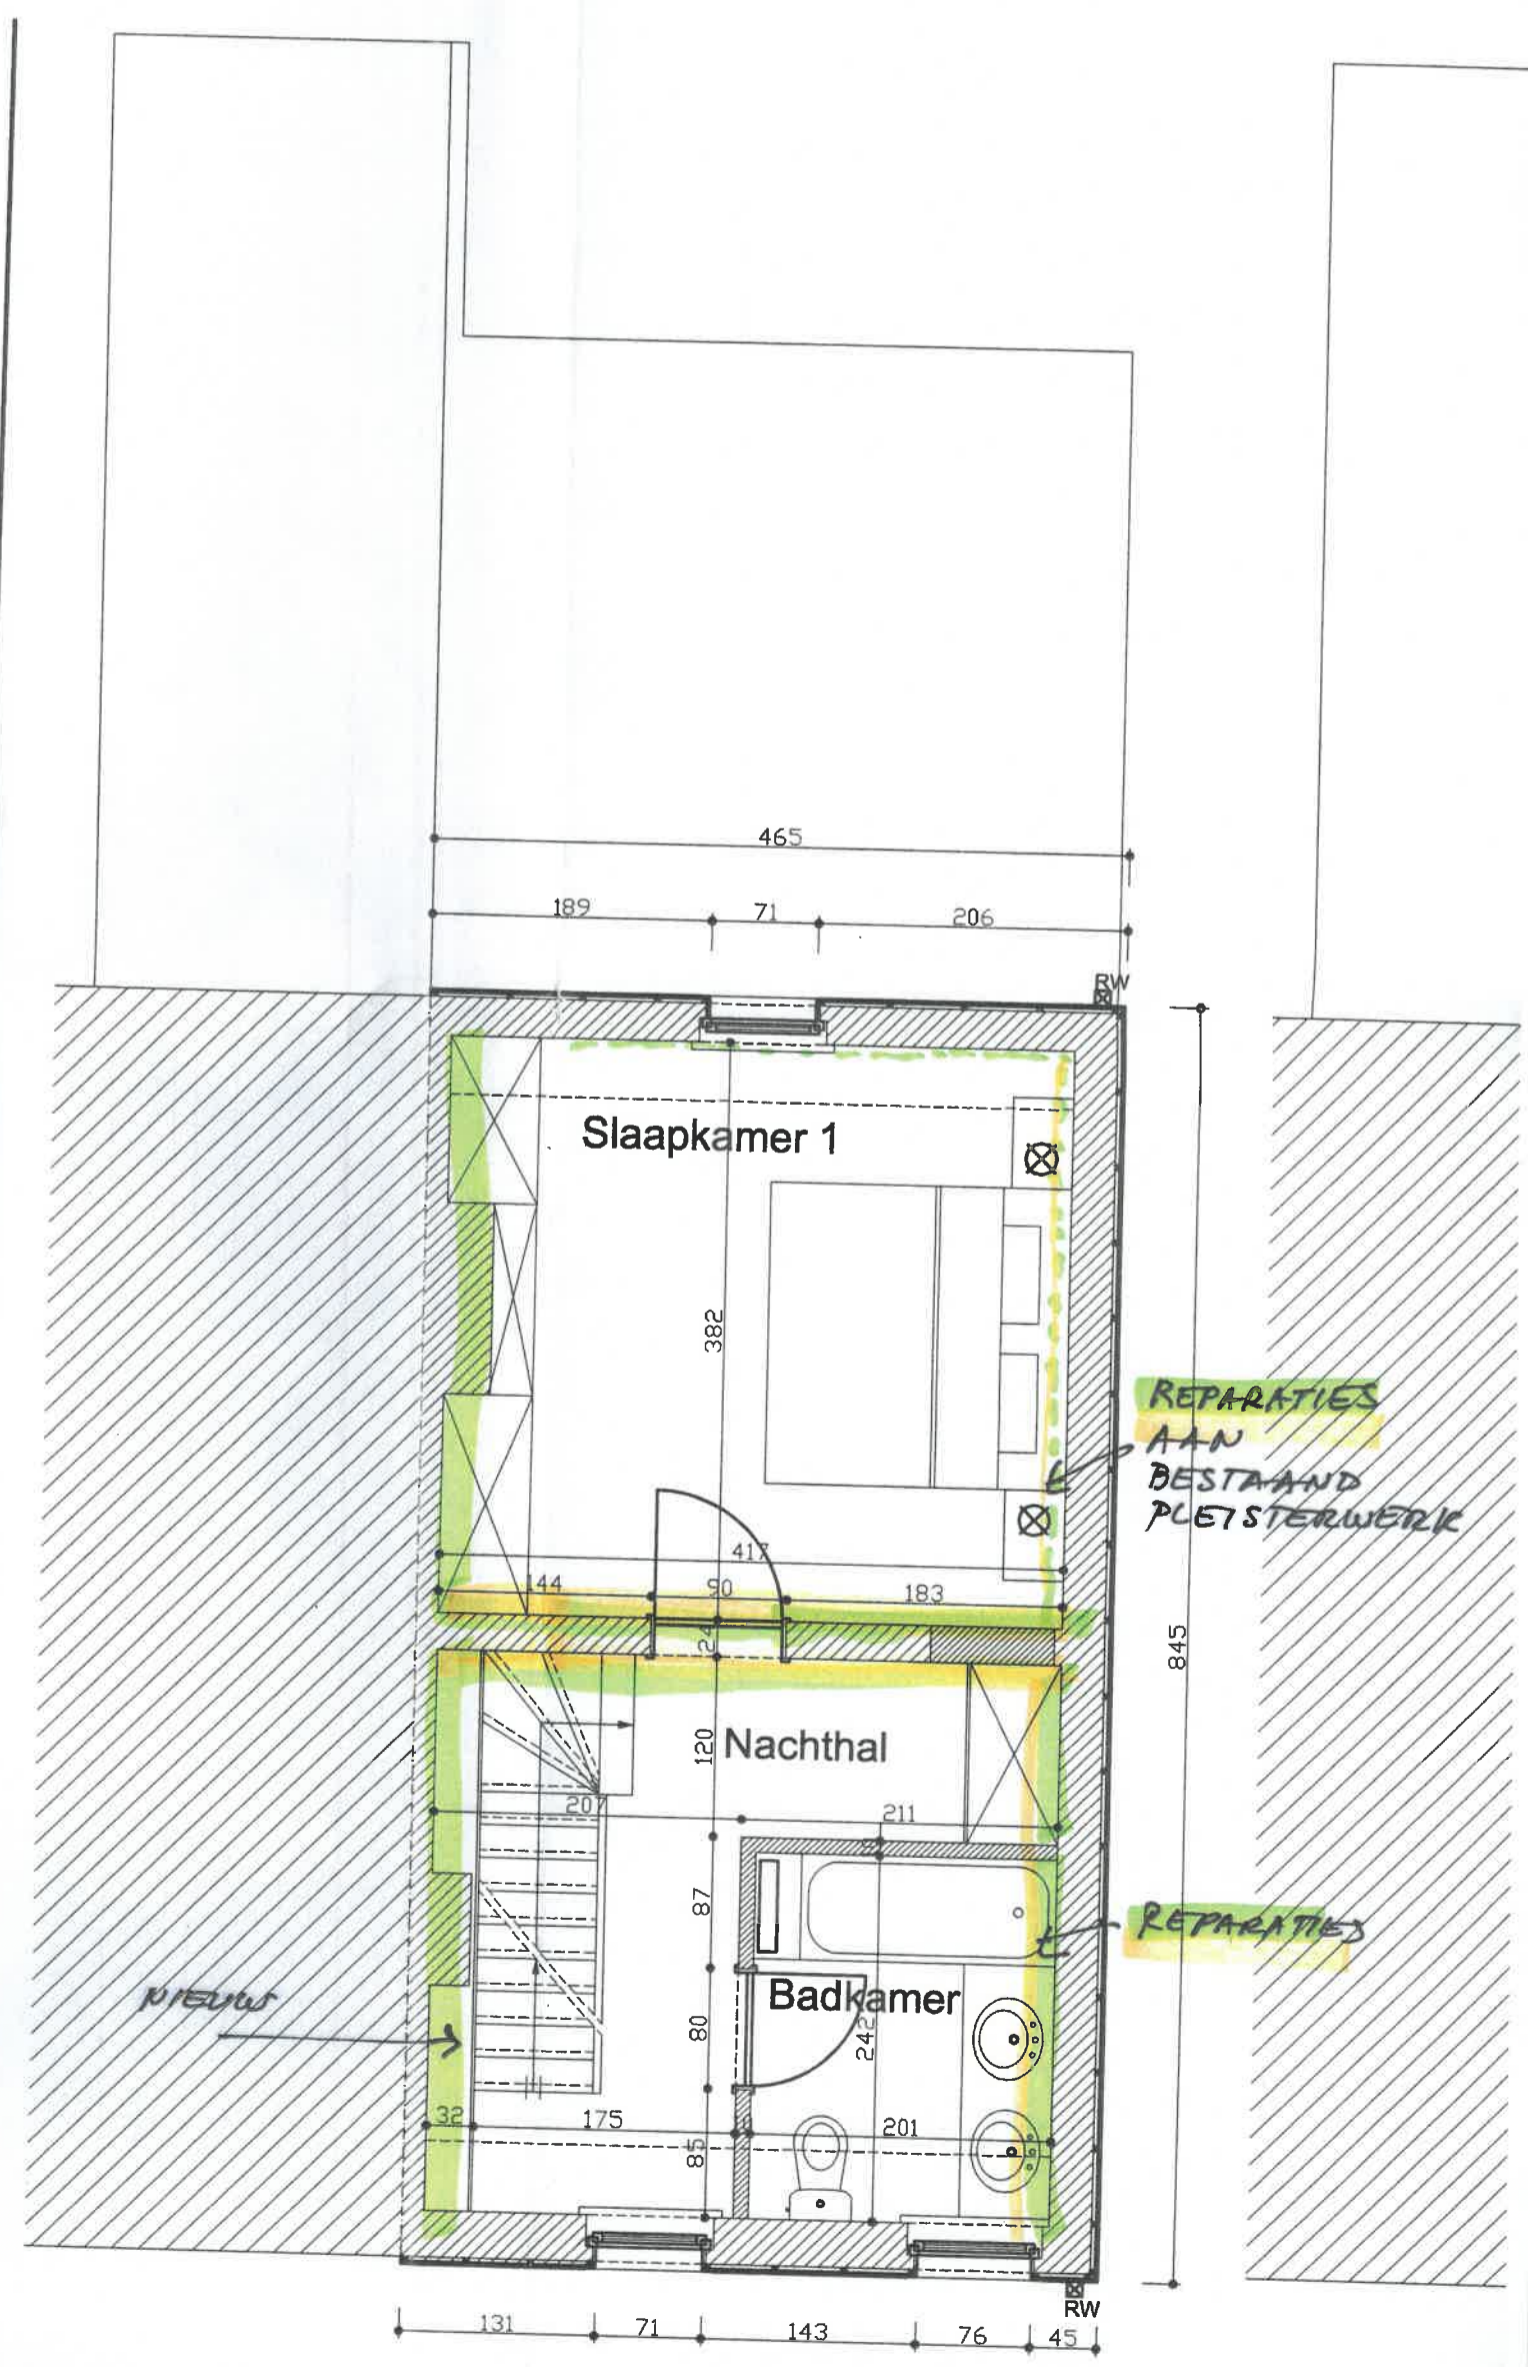 465
189 71 206
RW
Slaapkamer 1
382
REPARATIES
AAN
BESTAAND
PLEISTERWERK
417
144 90 183
24
845
120
Nachthal
207 211
87
REPARATIES
Badkamer
NIEUW
80
242
32 175 201
85
RW
131 71 143 76 45